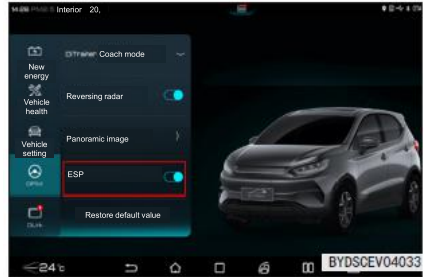 Interior 20,
Coach mode
New
energy
Reversing radar
Vehicle
health
Panoramic image
Vehicle
setting
ESP
Restore default value
24°c
BYDSCEV04033